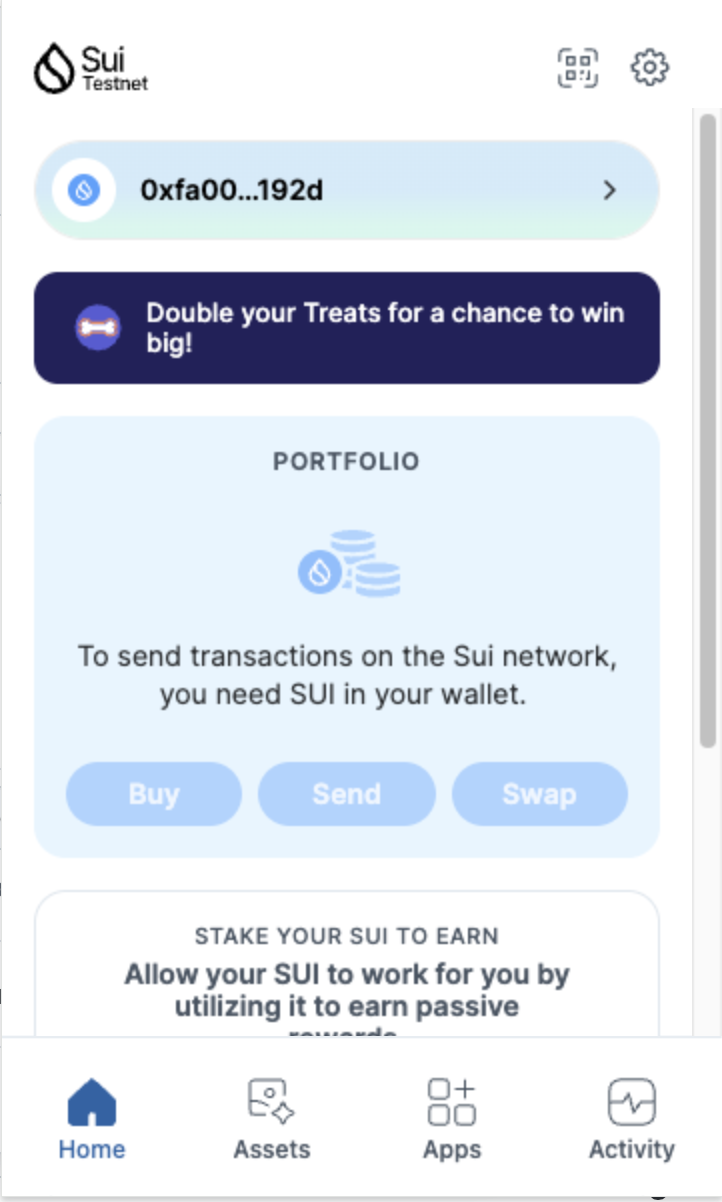 Sui
Testnet
0xfa00...192d
Double your Treats for a chance to win
big!
PORTFOLIO
To send transactions on the Sui network,
you need SUI in your wallet.
Buy
Send
Swap
STAKE YOUR SUI TO EARN
Allow your SUI to work for you by
utilizing it to earn passive
rewards
Home
Assets
Apps
Activity